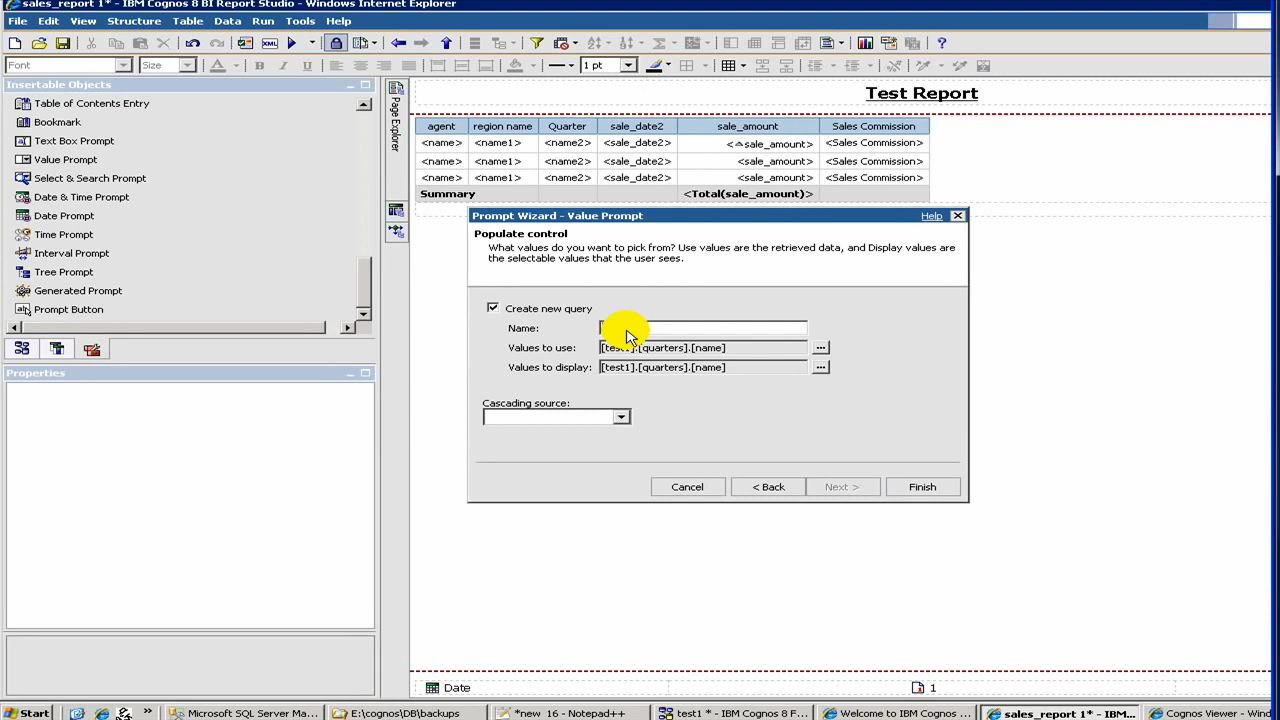 sales_report 1* - IBM Cognos 8 BI Report Studio - Windows Internet Explorer
File Edit View Structure Table Data Run Tools Help
Font Size 1 pt
Insertable Objects
Table of Contents Entry
Bookmark
Text Box Prompt
Value Prompt
Select & Search Prompt
Date & Time Prompt
Date Prompt
Time Prompt
Interval Prompt
Tree Prompt
Generated Prompt
Prompt Button
Properties
Page Explorer
Test Report
agent region name Quarter sale_date2 sale_amount Sales Commission
<name> <name1> <name2> <sale_date2> <sale_amount> <Sales Commission>
<name> <name1> <name2> <sale_date2> <sale_amount> <Sales Commission>
<name> <name1> <name2> <sale_date2> <sale_amount> <Sales Commission>
Summary <Total(sale_amount)>
Prompt Wizard - Value Prompt Help
Populate control
What values do you want to pick from? Use values are the retrieved data, and Display values are
the selectable values that the user sees.
Create new query
Name:
Values to use: [test1].[quarters].[name]
Values to display: [test1].[quarters].[name]
Cascading source:
Cancel < Back Next > Finish
Date 1
Start Microsoft SQL Server Ma... E:\cognos\DB\backups *new 16 - Notepad++ test1 * - IBM Cognos 8 F... Welcome to IBM Cognos ... sales_report 1* - IBM... Cognos Viewer - Wind